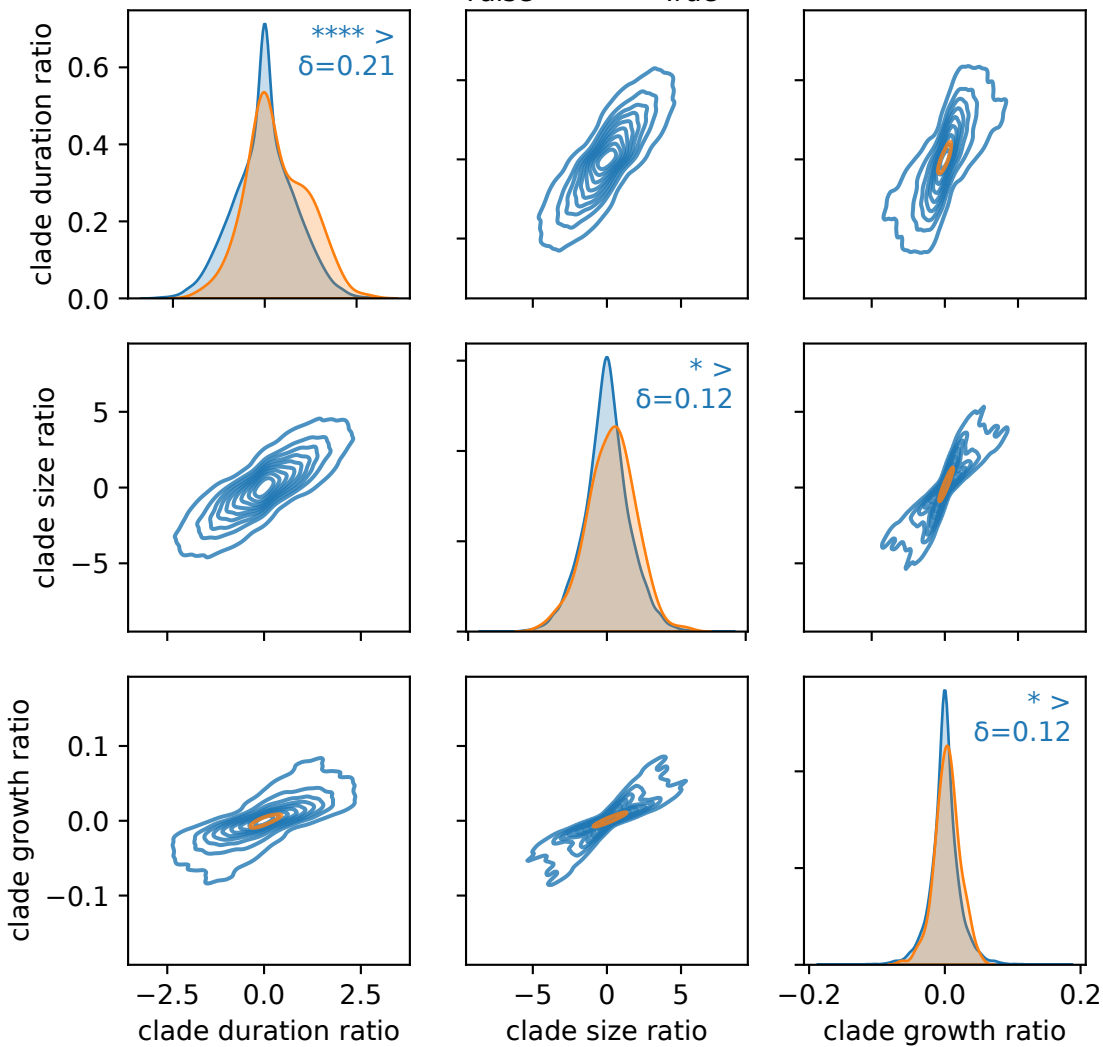 **** >
δ=0.21
clade duration ratio
0.6
0.4
0.2
0.0
* >
δ=0.12
clade size ratio
5
0
−5
* >
δ=0.12
clade growth ratio
0.1
0.0
−0.1
−2.5 0.0 2.5
−5 0 5
−0.2 0.0 0.2
clade duration ratio
clade size ratio
clade growth ratio